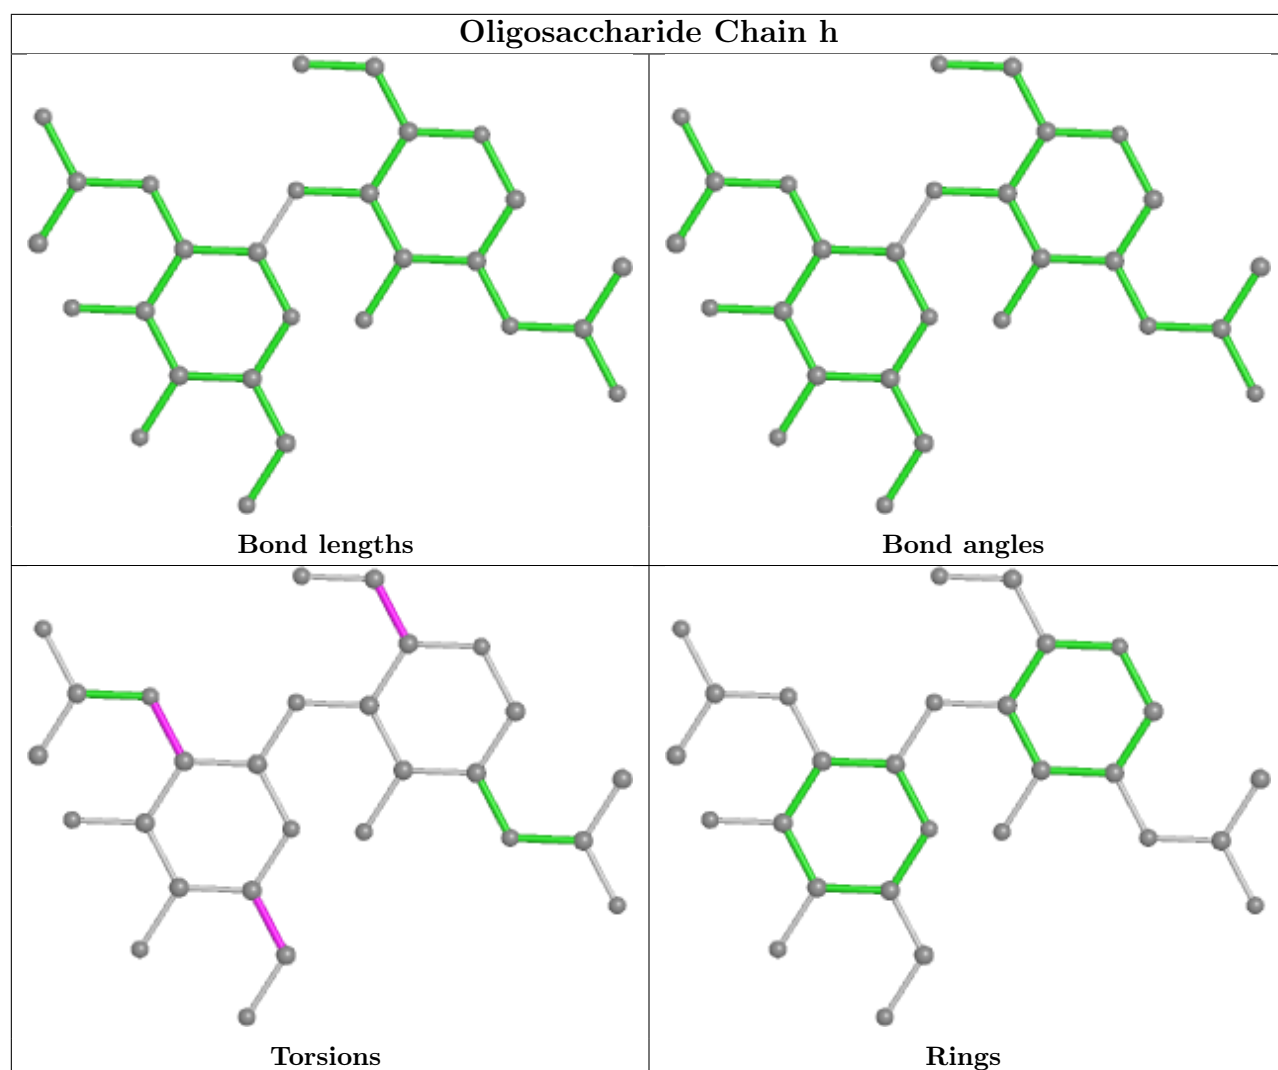 Oligosaccharide Chain h
Bond lengths
Bond angles
Torsions
Rings